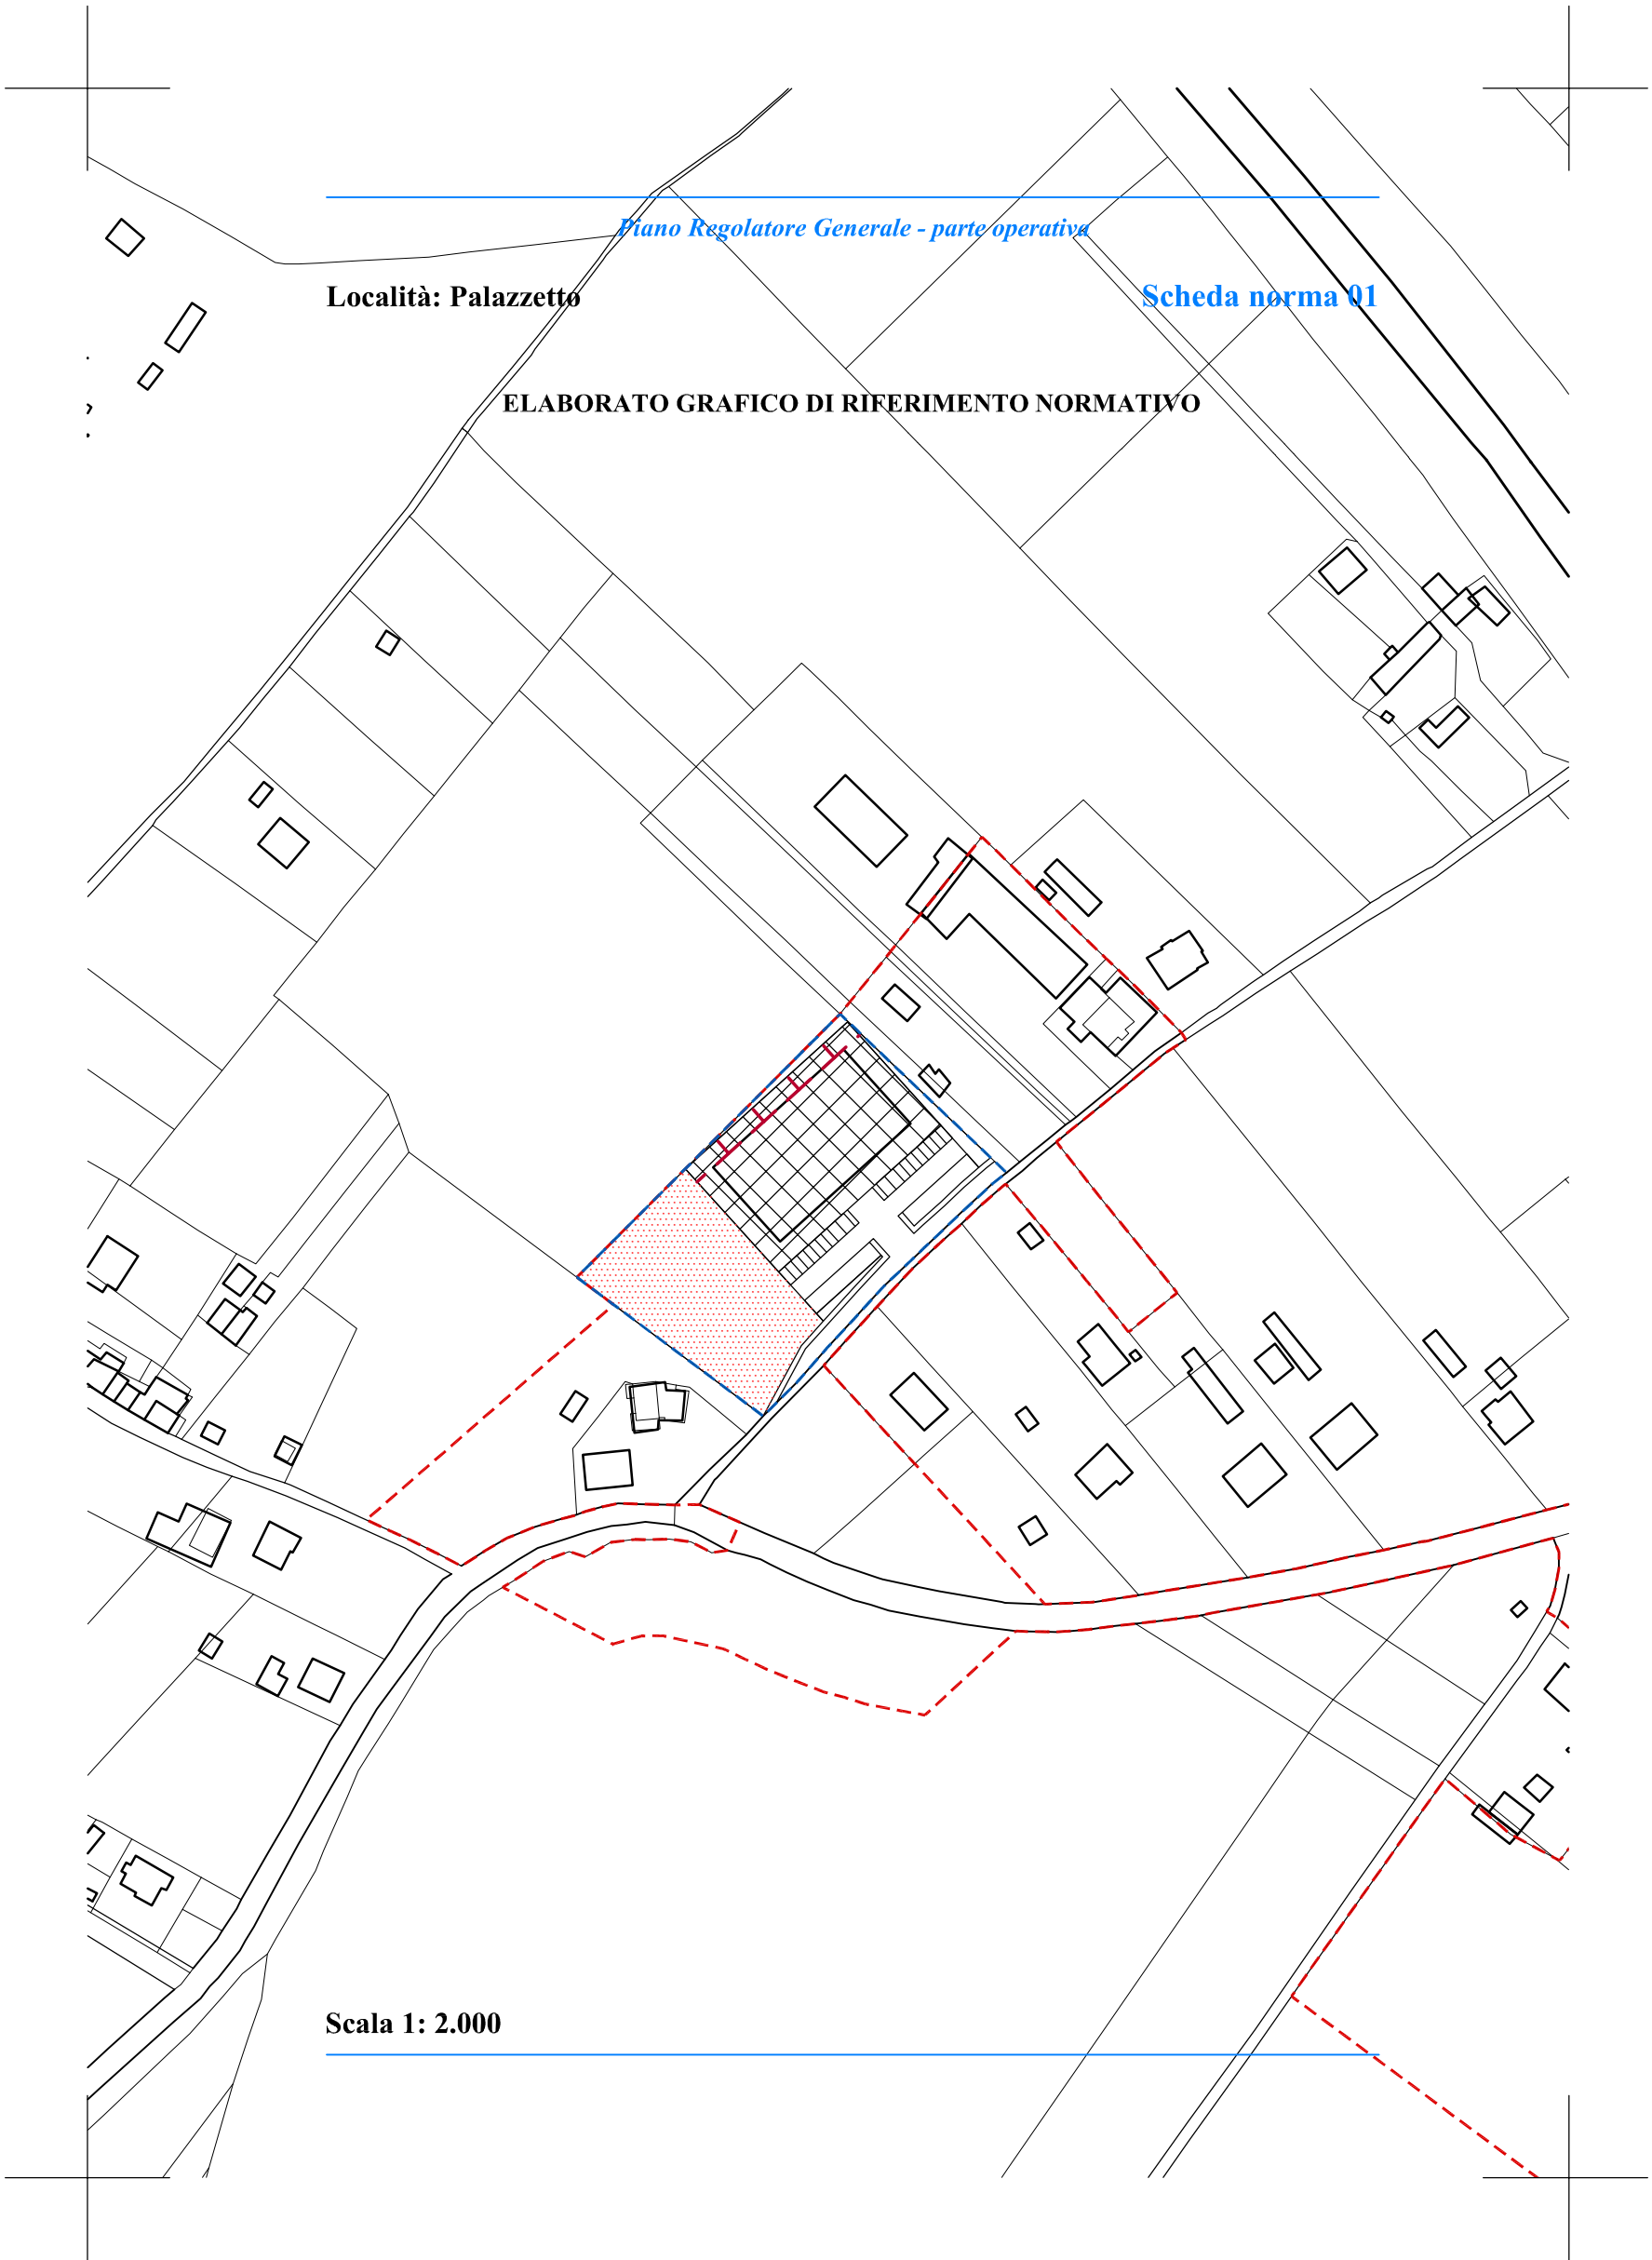 Piano Regolatore Generale - parte operativa
Località: Palazzetto
Scheda norma 01
ELABORATO GRAFICO DI RIFERIMENTO NORMATIVO
Scala 1: 2.000